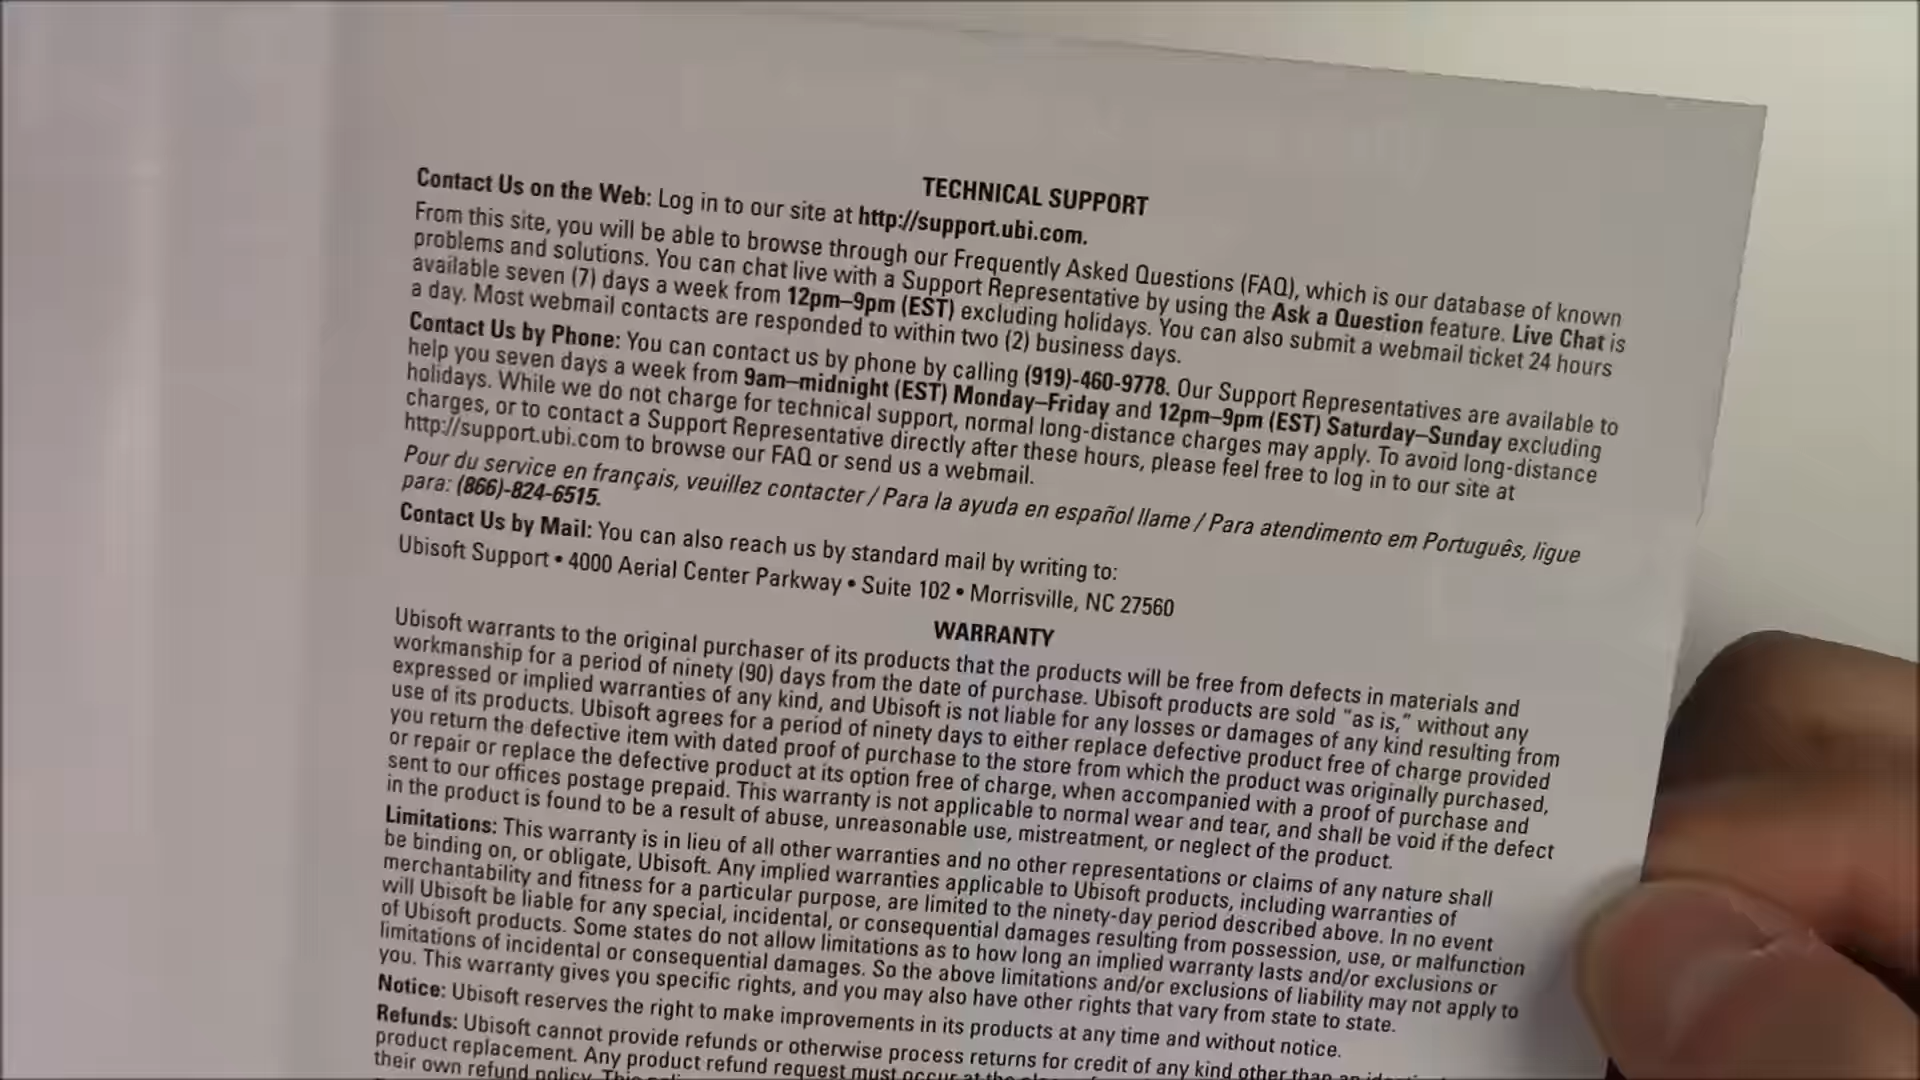 TECHNICAL SUPPORT
Contact Us on the Web: Log in to our site at http://support.ubi.com.
From this site, you will be able to browse through our Frequently Asked Questions (FAQ), which is our database of known
problems and solutions. You can chat live with a Support Representative by using the Ask a Question feature. Live Chat is
available seven (7) days a week from 12pm–9pm (EST) excluding holidays. You can also submit a webmail ticket 24 hours
a day. Most webmail contacts are responded to within two (2) business days.
Contact Us by Phone: You can contact us by phone by calling (919)-460-9778. Our Support Representatives are available to
help you seven days a week from 9am–midnight (EST) Monday–Friday and 12pm–9pm (EST) Saturday–Sunday excluding
holidays. While we do not charge for technical support, normal long-distance charges may apply. To avoid long-distance
charges, or to contact a Support Representative directly after these hours, please feel free to log in to our site at
http://support.ubi.com to browse our FAQ or send us a webmail.
Pour du service en français, veuillez contacter / Para la ayuda en español llame / Para atendimento em Português, ligue
para: (866)-824-6515.
Contact Us by Mail: You can also reach us by standard mail by writing to:
Ubisoft Support • 4000 Aerial Center Parkway • Suite 102 • Morrisville, NC 27560
WARRANTY
Ubisoft warrants to the original purchaser of its products that the products will be free from defects in materials and
workmanship for a period of ninety (90) days from the date of purchase. Ubisoft products are sold "as is," without any
expressed or implied warranties of any kind, and Ubisoft is not liable for any losses or damages of any kind resulting from
use of its products. Ubisoft agrees for a period of ninety days to either replace defective product free of charge provided
you return the defective item with dated proof of purchase to the store from which the product was originally purchased,
or repair or replace the defective product at its option free of charge, when accompanied with a proof of purchase and
sent to our offices postage prepaid. This warranty is not applicable to normal wear and tear, and shall be void if the defect
in the product is found to be a result of abuse, unreasonable use, mistreatment, or neglect of the product.
Limitations: This warranty is in lieu of all other warranties and no other representations or claims of any nature shall
be binding on, or obligate, Ubisoft. Any implied warranties applicable to Ubisoft products, including warranties of
merchantability and fitness for a particular purpose, are limited to the ninety-day period described above. In no event
will Ubisoft be liable for any special, incidental, or consequential damages resulting from possession, use, or malfunction
of Ubisoft products. Some states do not allow limitations as to how long an implied warranty lasts and/or exclusions or
limitations of incidental or consequential damages. So the above limitations and/or exclusions of liability may not apply to
you. This warranty gives you specific rights, and you may also have other rights that vary from state to state.
Notice: Ubisoft reserves the right to make improvements in its products at any time and without notice.
Refunds: Ubisoft cannot provide refunds or otherwise process returns for credit of any kind other than an
product replacement. Any product refund request must occur at the
their own refund policy. This